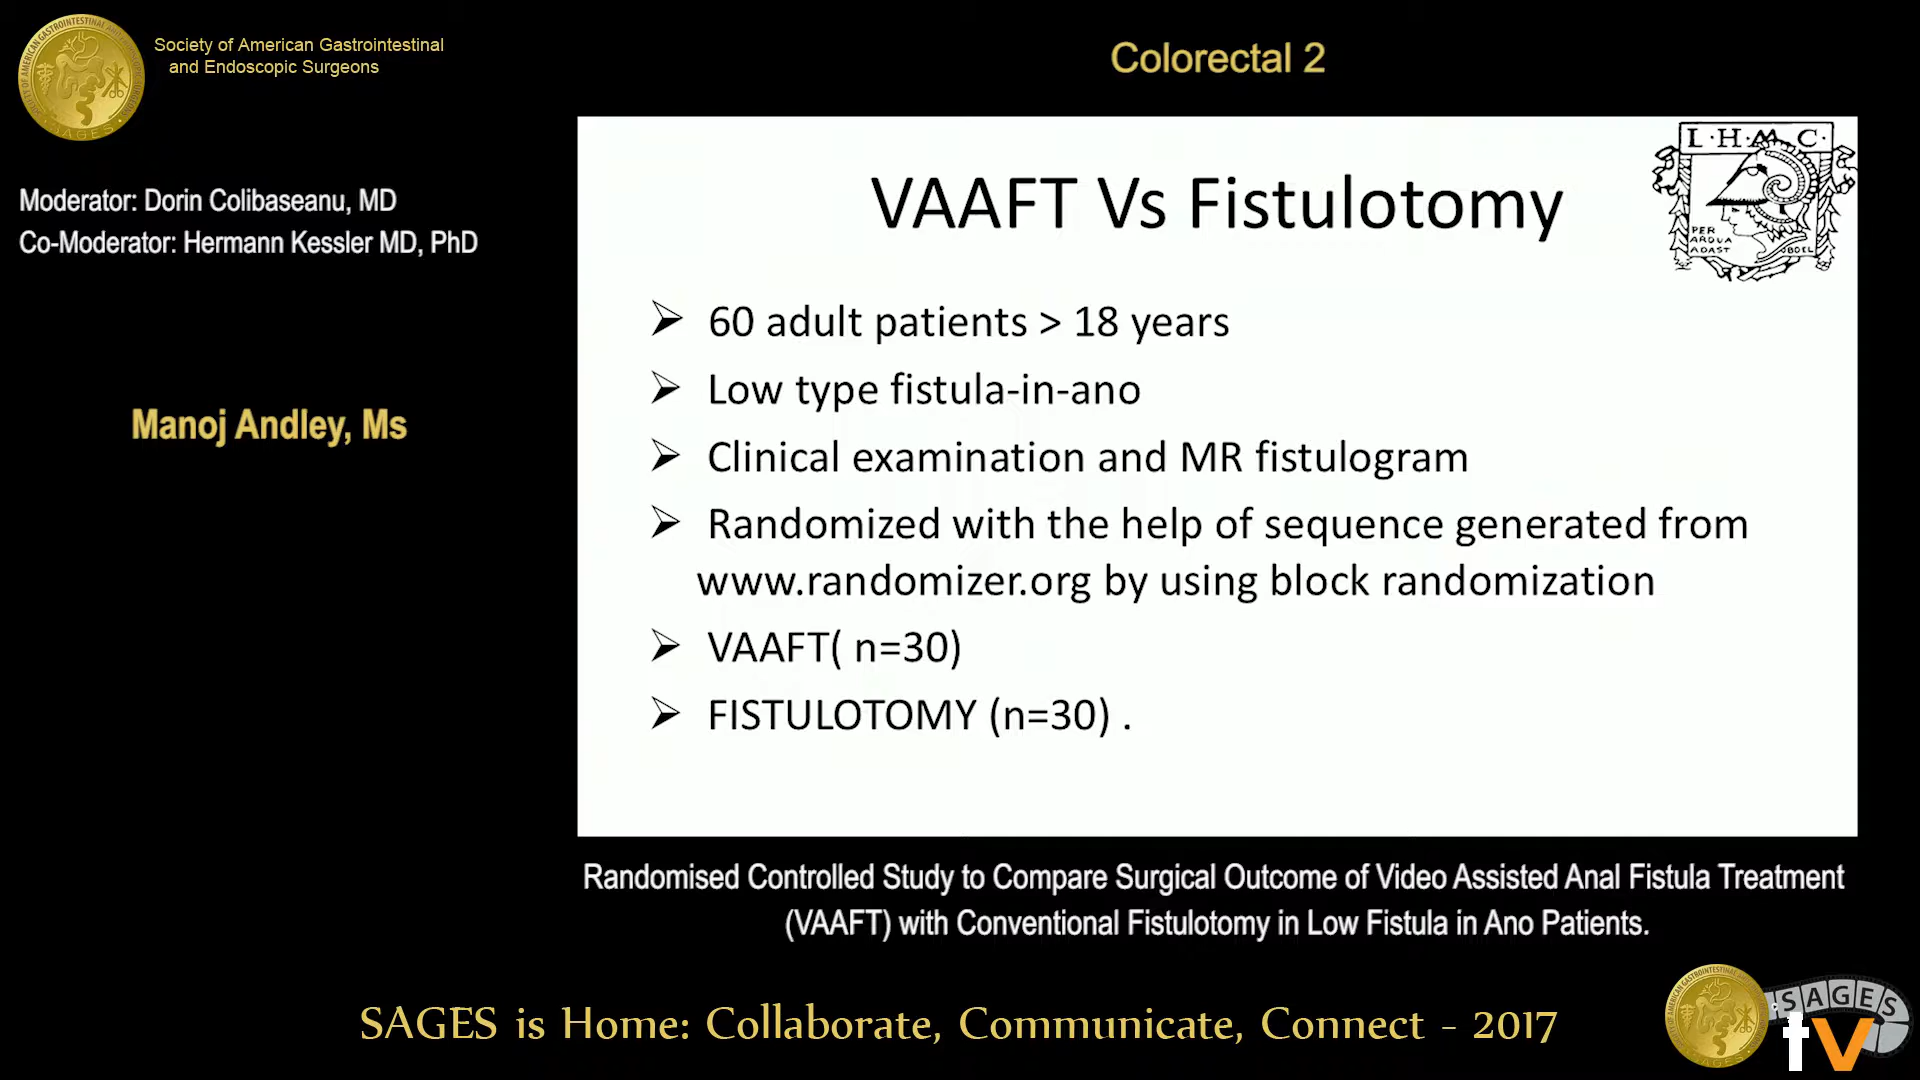 Society of American Gastrointestinal
and Endoscopic Surgeons
Colorectal 2
Moderator: Dorin Colibaseanu, MD
Co-Moderator: Hermann Kessler MD, PhD
Manoj Andley, Ms
L·H·M·C·
PER
ARDUA
ADAST
VAAFT Vs Fistulotomy
➢ 60 adult patients > 18 years
➢ Low type fistula-in-ano
➢ Clinical examination and MR fistulogram
➢ Randomized with the help of sequence generated from
www.randomizer.org by using block randomization
➢ VAAFT( n=30)
➢ FISTULOTOMY (n=30) .
Randomised Controlled Study to Compare Surgical Outcome of Video Assisted Anal Fistula Treatment
(VAAFT) with Conventional Fistulotomy in Low Fistula in Ano Patients.
SAGES is Home: Collaborate, Communicate, Connect - 2017
SAGES
tv